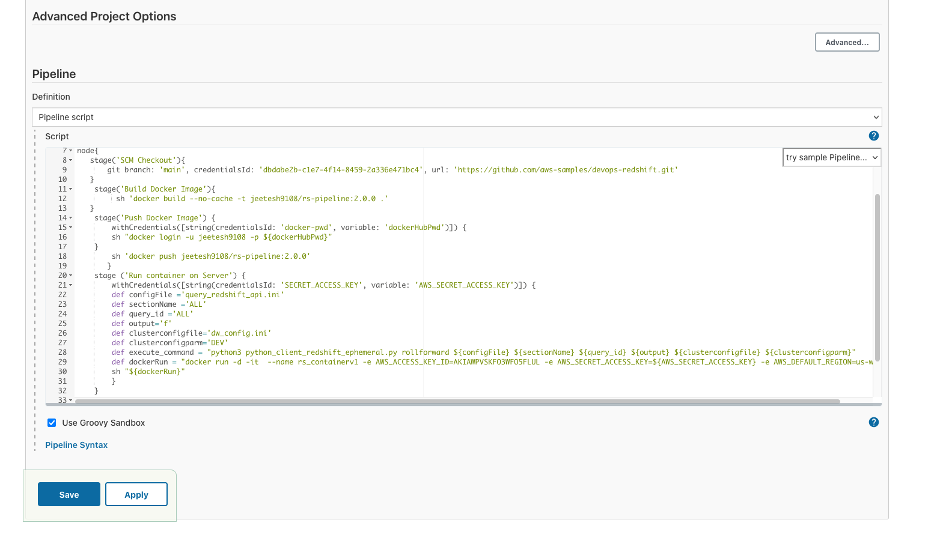 Advanced Project Options
Advanced...
Pipeline
Definition
Pipeline script
Script
try sample Pipeline...
7 node{
8 stage('SCM Checkout'){
9 git branch: 'main', credentialsId: 'dbdabe2b-c1e7-4f14-8459-2a336e471bc4', url: 'https://github.com/aws-samples/devops-redshift.git'
10 }
11 stage('Build Docker Image'){
12 sh 'docker build --no-cache -t jeetesh9108/rs-pipeline:2.0.0 .'
13 }
14 stage('Push Docker Image') {
15 withCredentials([string(credentialsId: 'docker-pwd', variable: 'dockerHubPwd')]) {
16 sh "docker login -u jeetesh9108 -p ${dockerHubPwd}"
17 }
18 sh 'docker push jeetesh9108/rs-pipeline:2.0.0'
19 }
20 stage ('Run container on Server') {
21 withCredentials([string(credentialsId: 'SECRET_ACCESS_KEY', variable: 'AWS_SECRET_ACCESS_KEY')]) {
22 def configFile ='query_redshift_api.ini'
23 def sectionName ='ALL'
24 def query_id ='ALL'
25 def output='f'
26 def clusterconfigfile='dw_config.ini'
27 def clusterconfigparm='DEV'
28 def execute_command = "python3 python_client_redshift_ephemeral.py rollforward ${configFile} ${sectionName} ${query_id} ${output} ${clusterconfigfile} ${clusterconfigparm}"
29 def dockerRun = "docker run -d -it --name rs_containerv1 -e AWS_ACCESS_KEY_ID=AKIAWPVSKFO3WFO5FLUL -e AWS_SECRET_ACCESS_KEY=${AWS_SECRET_ACCESS_KEY} -e AWS_DEFAULT_REGION=us-w
30 sh "${dockerRun}"
31 }
32 }
33
Use Groovy Sandbox
Pipeline Syntax
Save
Apply